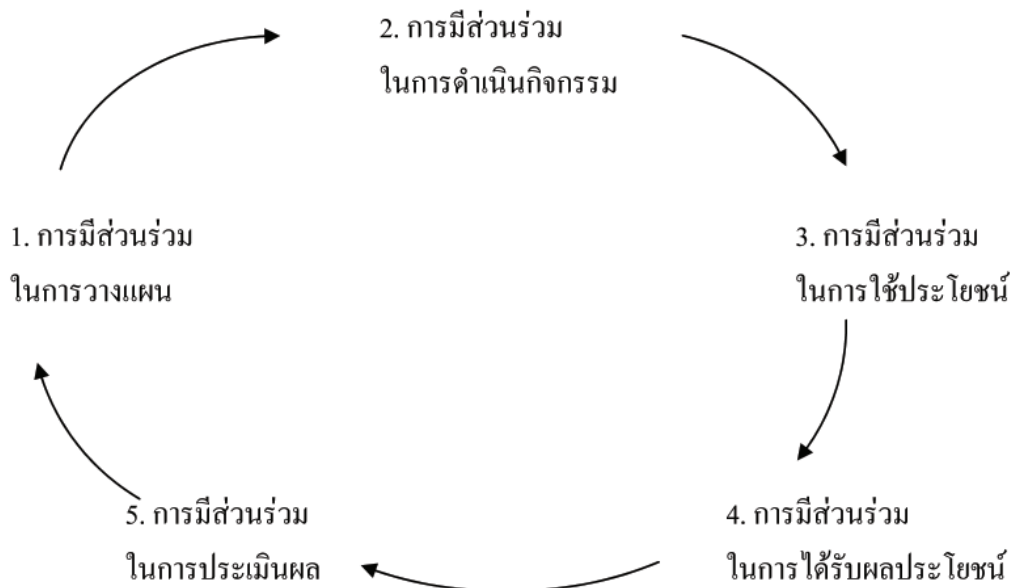 2. การมีส่วนร่วม
ในการดำเนินกิจกรรม
1. การมีส่วนร่วม
ในการวางแผน
3. การมีส่วนร่วม
ในการใช้ประโยชน์
5. การมีส่วนร่วม
ในการประเมินผล
4. การมีส่วนร่วม
ในการได้รับผลประโยชน์